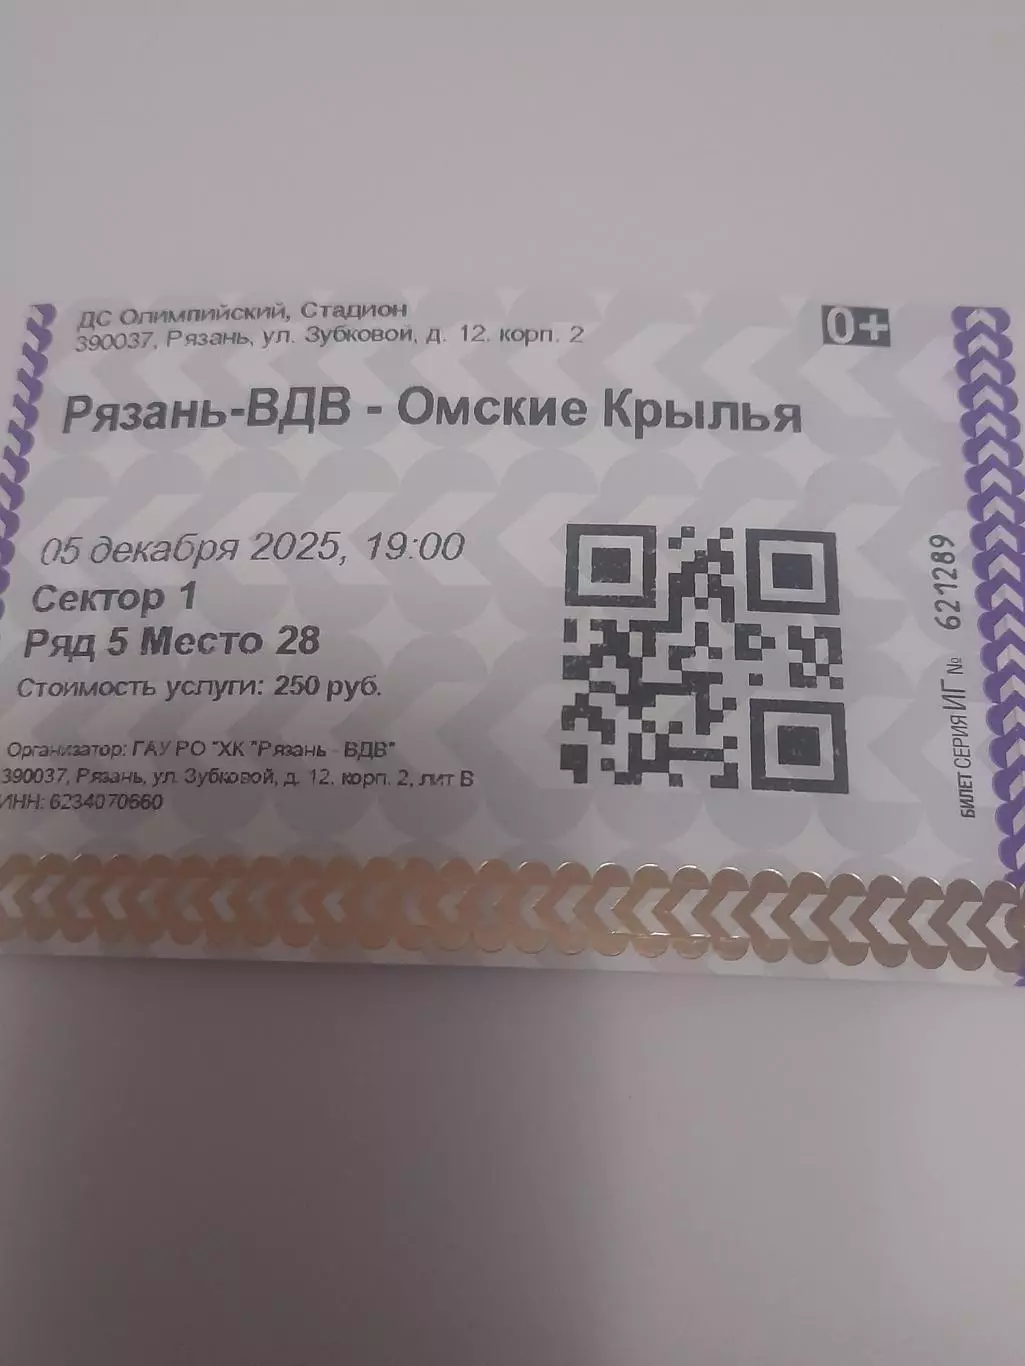 ДС Олимпийский, Стадион
390037, Рязань, ул. Зубковой, д. 12. корп. 2
0+
Рязань-ВДВ - Омские Крылья
05 декабря 2025, 19:00
Сектор 1
Ряд 5 Место 28
Стоимость услуги: 250 руб.
Организатор: ГАУ РО "ХК "Рязань - ВДВ"
390037, Рязань, ул. Зубковой, д. 12. корп. 2, лит В
ИНН: 6234070660
БИЛЕТ СЕРИЯ ИГ № 621289